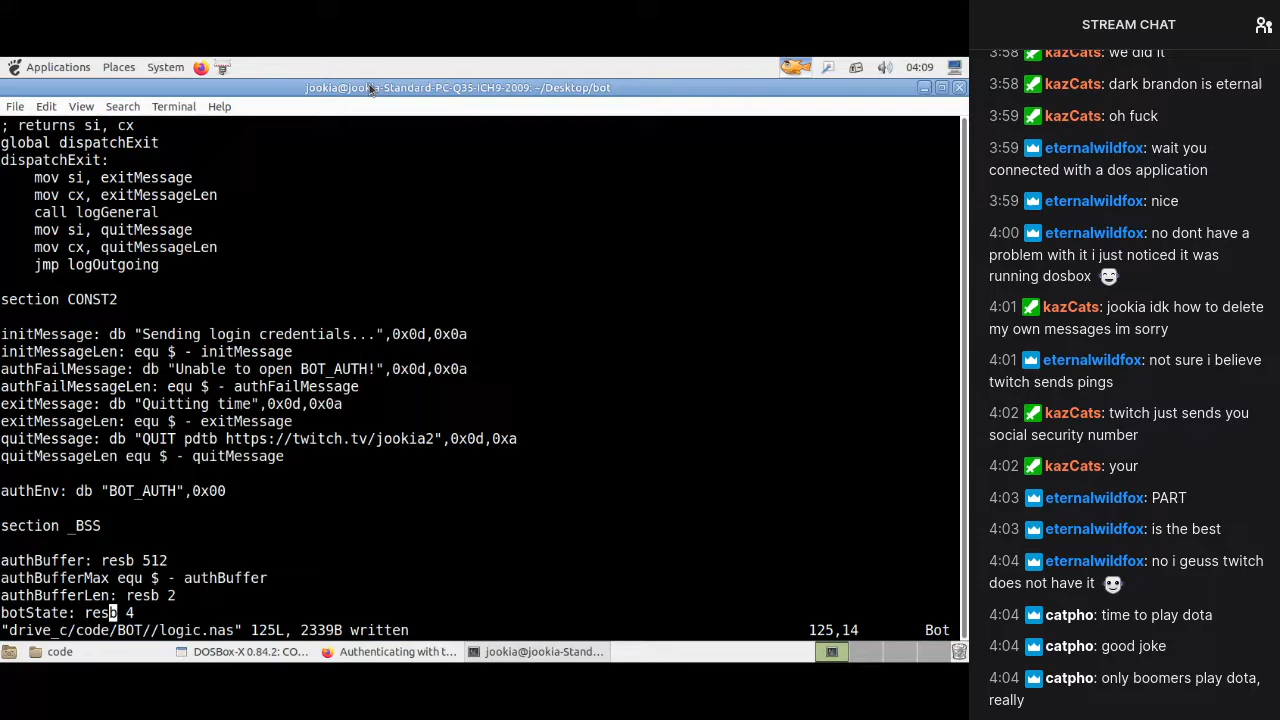 Applications Places System 04:09
jookia@jookia-Standard-PC-Q35-ICH9-2009: ~/Desktop/bot
File Edit View Search Terminal Help
; returns si, cx
global dispatchExit
dispatchExit:
    mov si, exitMessage
    mov cx, exitMessageLen
    call logGeneral
    mov si, quitMessage
    mov cx, quitMessageLen
    jmp logOutgoing
section CONST2
initMessage: db "Sending login credentials...",0x0d,0x0a
initMessageLen: equ $ - initMessage
authFailMessage: db "Unable to open BOT_AUTH!",0x0d,0x0a
authFailMessageLen: equ $ - authFailMessage
exitMessage: db "Quitting time",0x0d,0x0a
exitMessageLen: equ $ - exitMessage
quitMessage: db "QUIT pdtb https://twitch.tv/jookia2",0x0d,0xa
quitMessageLen equ $ - quitMessage
authEnv: db "BOT_AUTH",0x00
section _BSS
authBuffer: resb 512
authBufferMax equ $ - authBuffer
authBufferLen: resb 2
botState: resb 4
"drive_c/code/BOT//logic.nas" 125L, 2339B written 125,14 Bot
code DOSBox-X 0.84.2: CO... Authenticating with t... jookia@jookia-Stand...
STREAM CHAT
3:58 kazCats: we did it
3:58 kazCats: dark brandon is eternal
3:59 kazCats: oh fuck
3:59 eternalwildfox: wait you
connected with a dos application
3:59 eternalwildfox: nice
4:00 eternalwildfox: no dont have a
problem with it i just noticed it was
running dosbox
4:01 kazCats: jookia idk how to delete
my own messages im sorry
4:01 eternalwildfox: not sure i believe
twitch sends pings
4:02 kazCats: twitch just sends you
social security number
4:02 kazCats: your
4:03 eternalwildfox: PART
4:03 eternalwildfox: is the best
4:04 eternalwildfox: no i geuss twitch
does not have it
4:04 catpho: time to play dota
4:04 catpho: good joke
4:04 catpho: only boomers play dota,
really